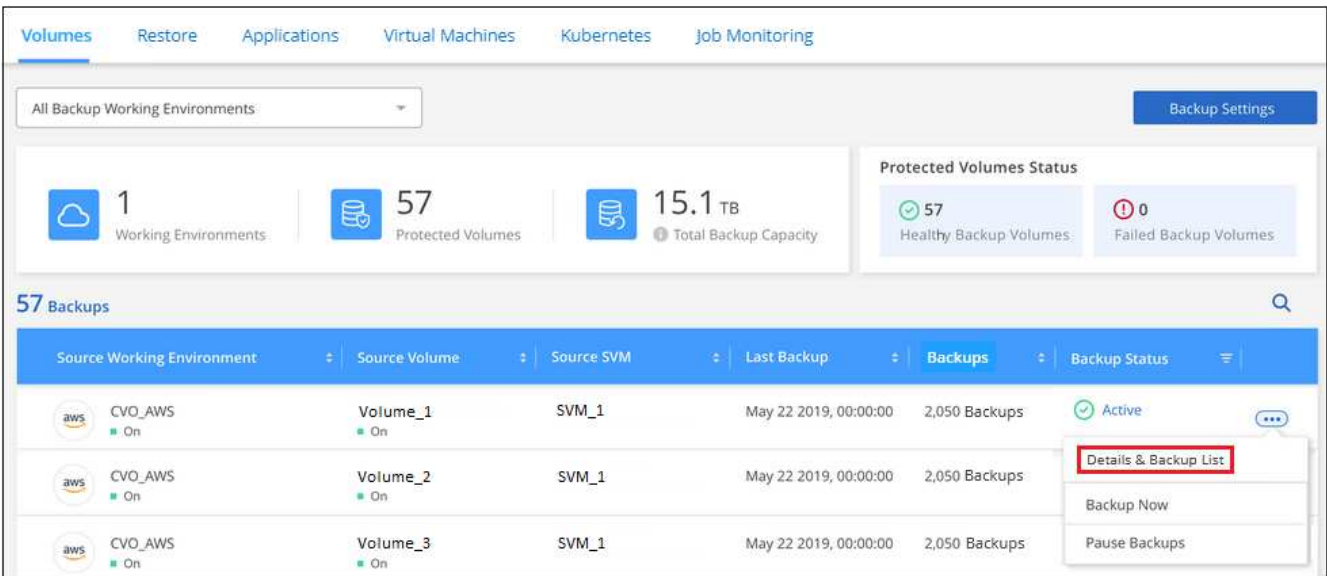 Volumes Restore Applications Virtual Machines Kubernetes Job Monitoring
All Backup Working Environments
Backup Settings
1
Working Environments
57
Protected Volumes
15.1 TB
Total Backup Capacity
Protected Volumes Status
57
Healthy Backup Volumes
0
Failed Backup Volumes
57 Backups
Source Working Environment Source Volume Source SVM Last Backup Backups Backup Status
aws CVO_AWS Volume_1 SVM_1 May 22 2019, 00:00:00 2,050 Backups Active
On On
Details & Backup List
aws CVO_AWS Volume_2 SVM_1 May 22 2019, 00:00:00 2,050 Backups
On On
Backup Now
aws CVO_AWS Volume_3 SVM_1 May 22 2019, 00:00:00 2,050 Backups
Pause Backups
On On